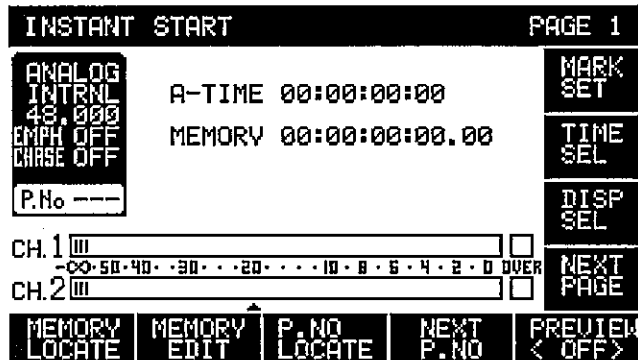 INSTANT START PAGE 1
ANALOG
INTRNL
48.000
EMPH OFF
CHASE OFF
P.No ---
A-TIME 00:00:00:00
MEMORY 00:00:00:00.00
MARK SET
TIME SEL
DISP SEL
NEXT PAGE
CH.1
-∞·50·40··30···20····10·8·6·4·2·0 OVER
CH.2
MEMORY LOCATE
MEMORY EDIT
P.NO LOCATE
NEXT P.NO
PREVIEW < OFF>